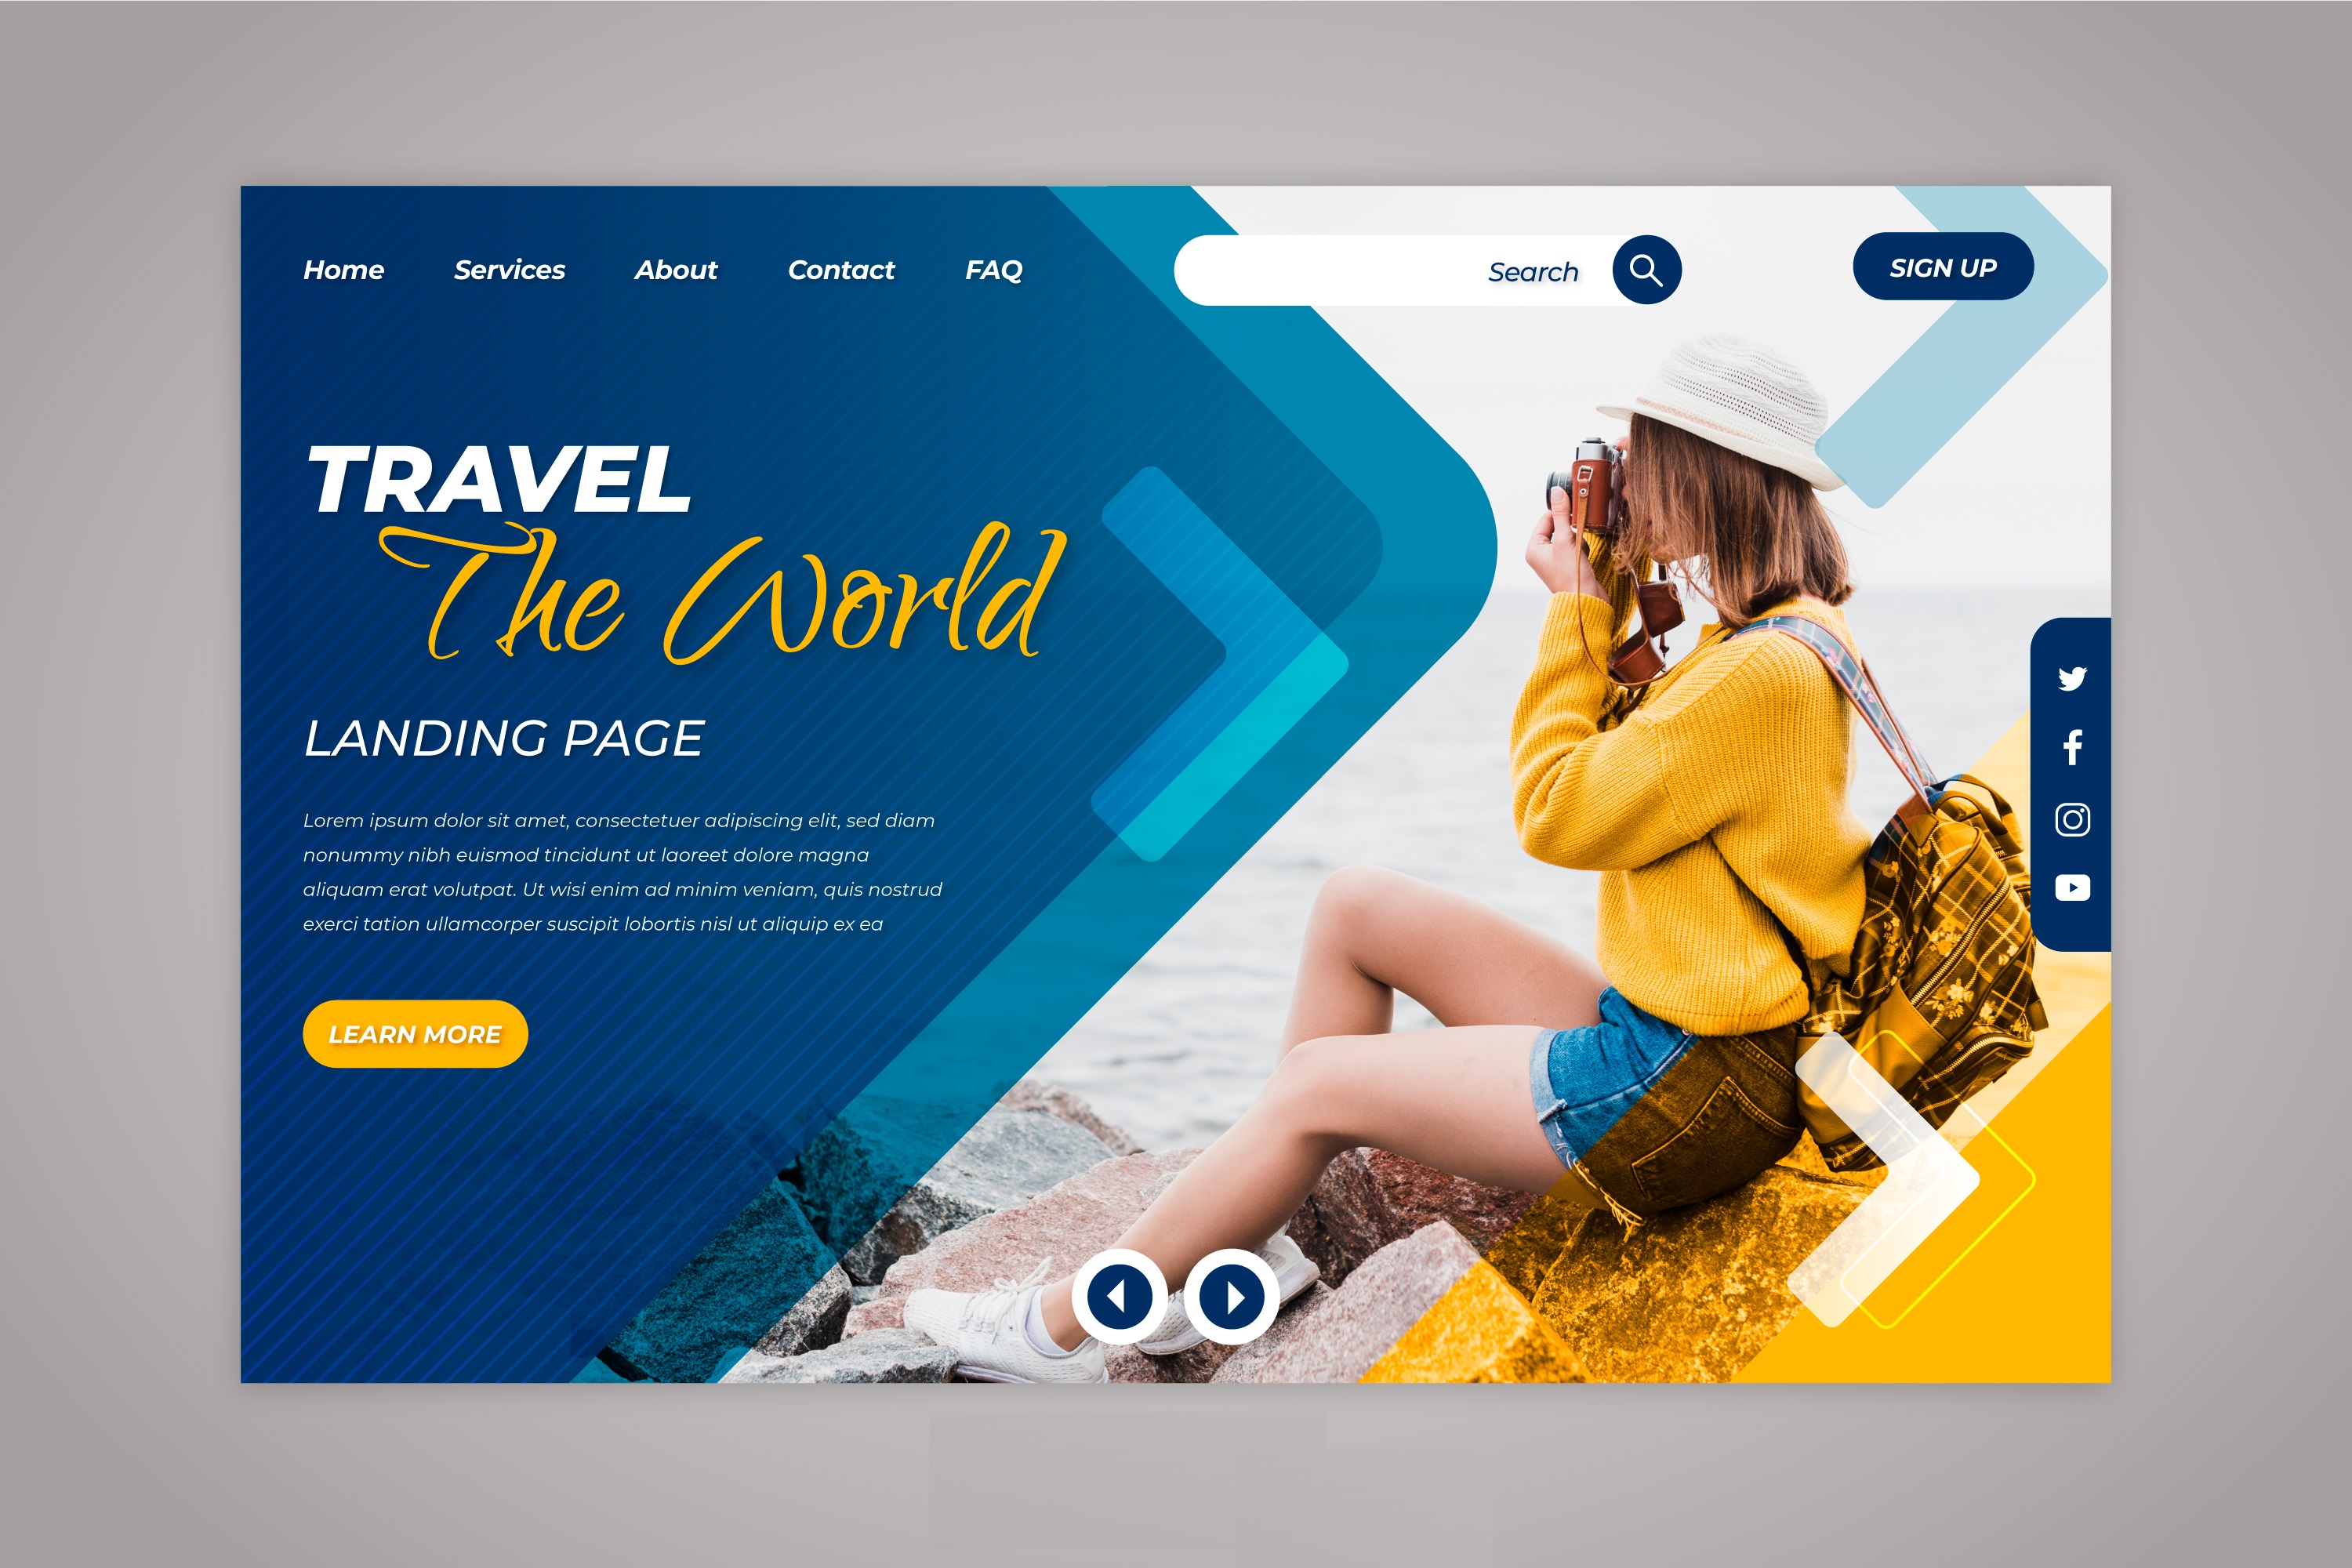 Home Services About Contact FAQ Search SIGN UP
TRAVEL
The World
LANDING PAGE
Lorem ipsum dolor sit amet, consectetuer adipiscing elit, sed diam
nonummy nibh euismod tincidunt ut laoreet dolore magna
aliquam erat volutpat. Ut wisi enim ad minim veniam, quis nostrud
exerci tation ullamcorper suscipit lobortis nisl ut aliquip ex ea
LEARN MORE